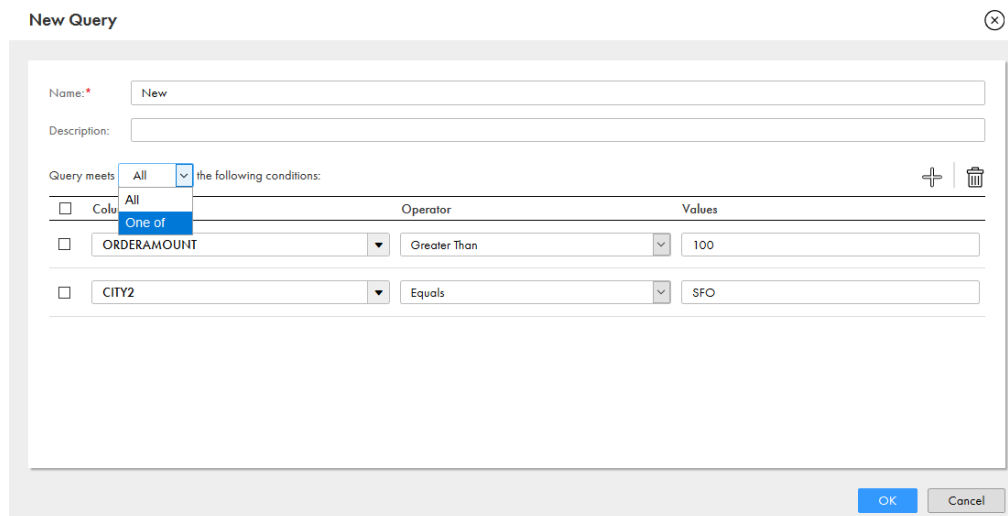 New Query
Name:* New
Description:
Query meets All the following conditions:
All
One of
Operator Values
ORDERAMOUNT Greater Than 100
CITY2 Equals SFO
OK Cancel